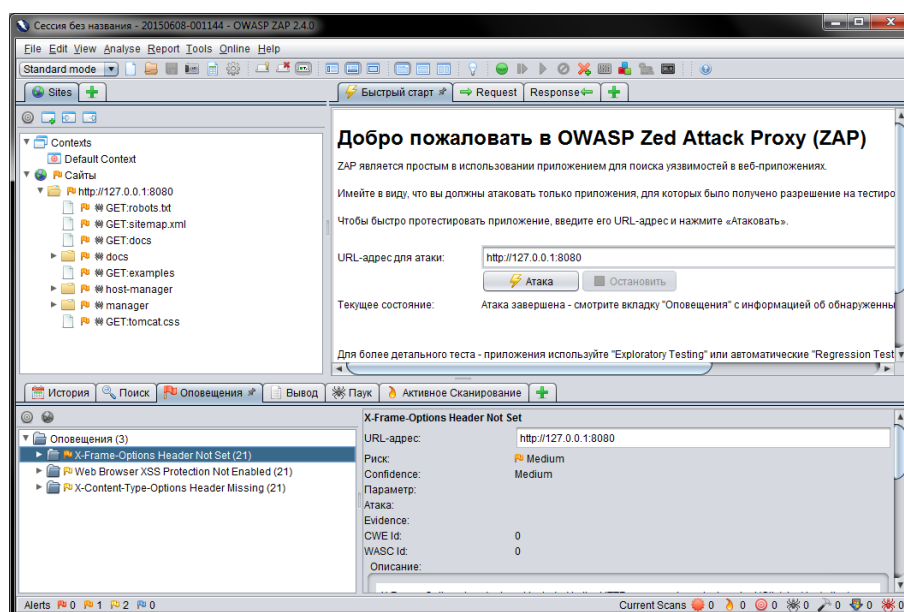 Сессия без названия - 20150608-001144 - OWASP ZAP 2.4.0
File Edit View Analyse Report Tools Online Help
Standard mode
Sites
Быстрый старт Request Response
Contexts
Default Context
Сайты
http://127.0.0.1:8080
GET:robots.txt
GET:sitemap.xml
GET:docs
docs
GET:examples
host-manager
manager
GET:tomcat.css
Добро пожаловать в OWASP Zed Attack Proxy (ZAP)
ZAP является простым в использовании приложением для поиска уязвимостей в веб-приложениях.
Имейте в виду, что вы должны атаковать только приложения, для которых было получено разрешение на тестиро
Чтобы быстро протестировать приложение, введите его URL-адрес и нажмите «Атаковать».
URL-адрес для атаки: http://127.0.0.1:8080
Атака Остановить
Текущее состояние: Атака завершена - смотрите вкладку "Оповещения" с информацией об обнаруженны
Для более детального теста - приложения используйте "Exploratory Testing" или автоматические "Regression Test
История Поиск Оповещения Вывод Паук Активное Сканирование
Оповещения (3)
X-Frame-Options Header Not Set (21)
Web Browser XSS Protection Not Enabled (21)
X-Content-Type-Options Header Missing (21)
X-Frame-Options Header Not Set
URL-адрес: http://127.0.0.1:8080
Риск: Medium
Confidence: Medium
Параметр:
Атака:
Evidence:
CWE Id: 0
WASC Id: 0
Описание:
Alerts 0 1 2 0
Current Scans 0 0 0 0 0 0 0